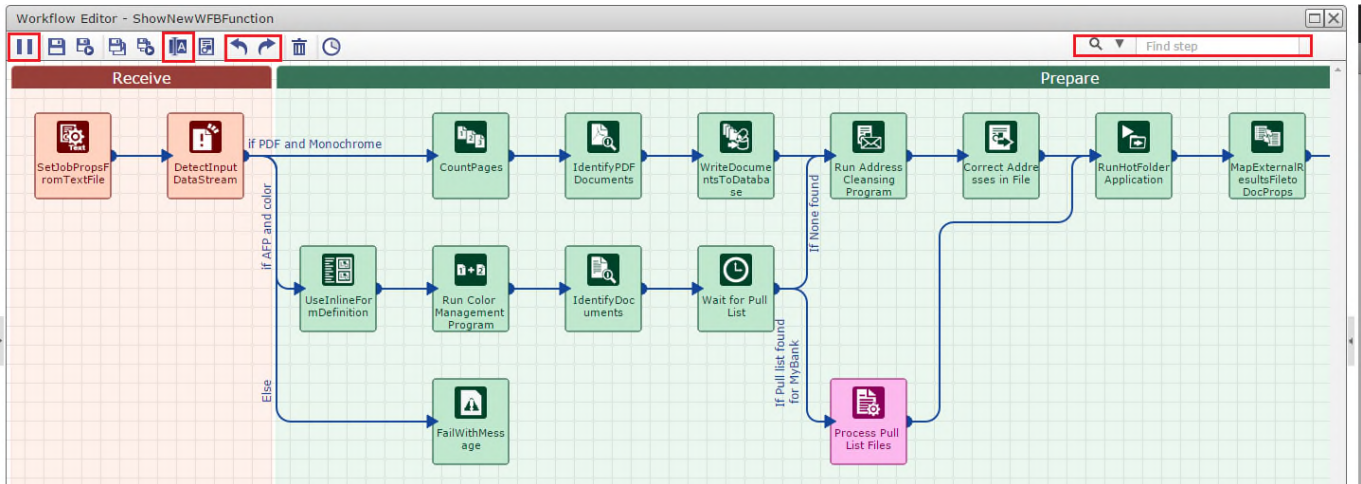 Workflow Editor - ShowNewWFBFunction
Find step
Receive
Prepare
Text
SetJobPropsF
romTextFile
DetectInput
DataStream
if PDF and Monochrome
CountPages
IdentifyPDF
Documents
WriteDocume
ntsToDataba
se
Run Address
Cleansing
Program
Correct Addre
sses in File
RunHotFolder
Application
MapExternalR
esultsFileto
DocProps
if AFP and color
If None found
UseInlineFor
mDefinition
1+2
Run Color
Management
Program
IdentifyDoc
uments
Wait for Pull
List
If Pull list found
for MyBank
Else
FailWithMess
age
Process Pull
List Files